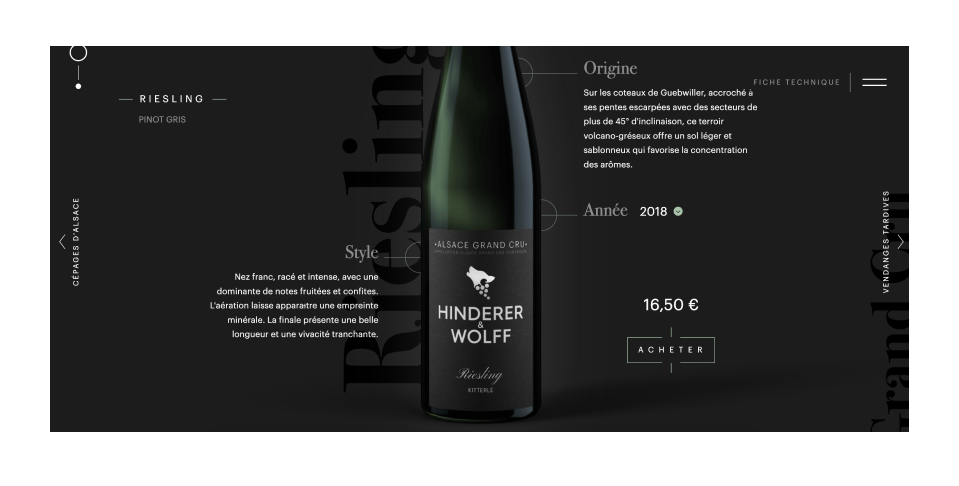 RIESLING
PINOT GRIS
CÉPAGES D'ALSACE
Riesling
Style
Nez franc, racé et intense, avec une
dominante de notes fruitées et confites.
L'aération laisse apparaitre une empreinte
minérale. La finale présente une belle
longueur et une vivacité tranchante.
•ALSACE GRAND CRU•
HINDERER
&
WOLFF
Riesling
KITTERLÉ
Origine
Sur les coteaux de Guebwiller, accroché à
ses pentes escarpées avec des secteurs de
plus de 45° d'inclinaison, ce terroir
volcano-gréseux offre un sol léger et
sablonneux qui favorise la concentration
des arômes.
Année 2018
16,50 €
ACHETER
FICHE TECHNIQUE
VENDANGES TARDIVES
Grand Cru